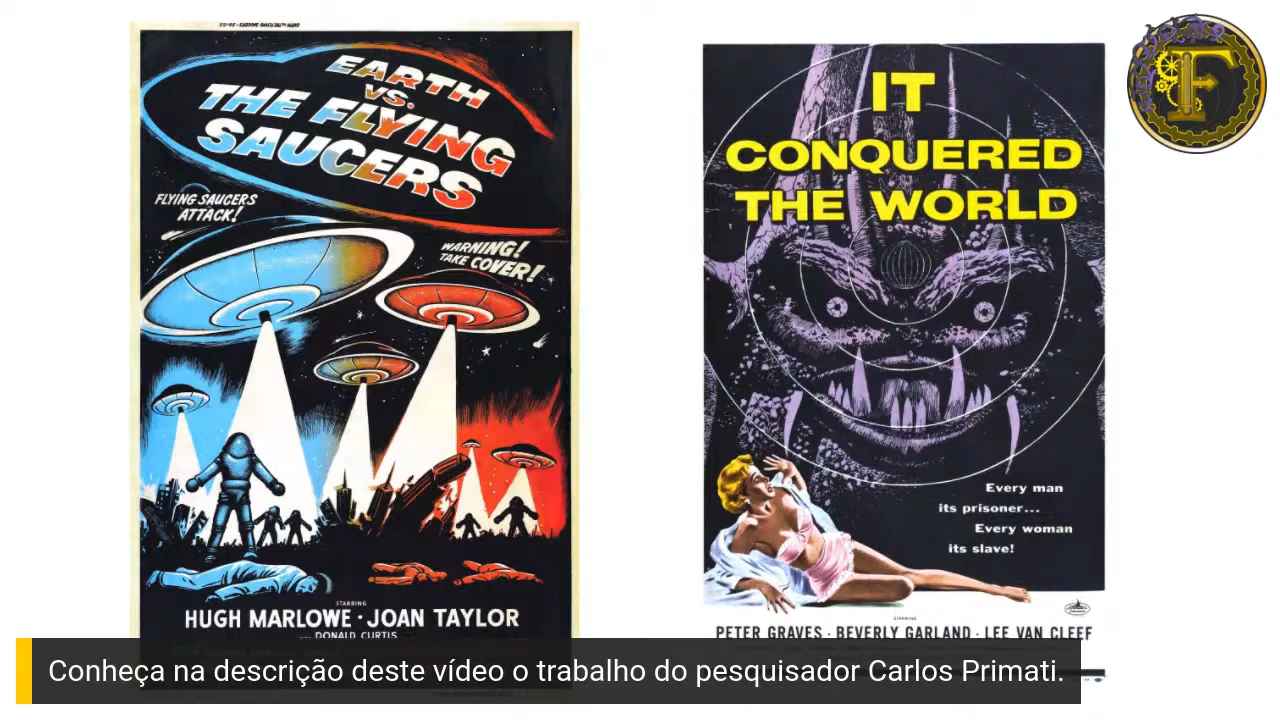 EARTH
VS.
THE FLYING
SAUCERS
FLYING SAUCERS
ATTACK!
WARNING!
TAKE COVER!
STARRING
HUGH MARLOWE · JOAN TAYLOR
DONALD CURTIS
IT
CONQUERED
THE WORLD
Every man
its prisoner...
Every woman
its slave!
STARRING
PETER GRAVES · BEVERLY GARLAND · LEE VAN CLEEF
F
Conheça na descrição deste vídeo o trabalho do pesquisador Carlos Primati.